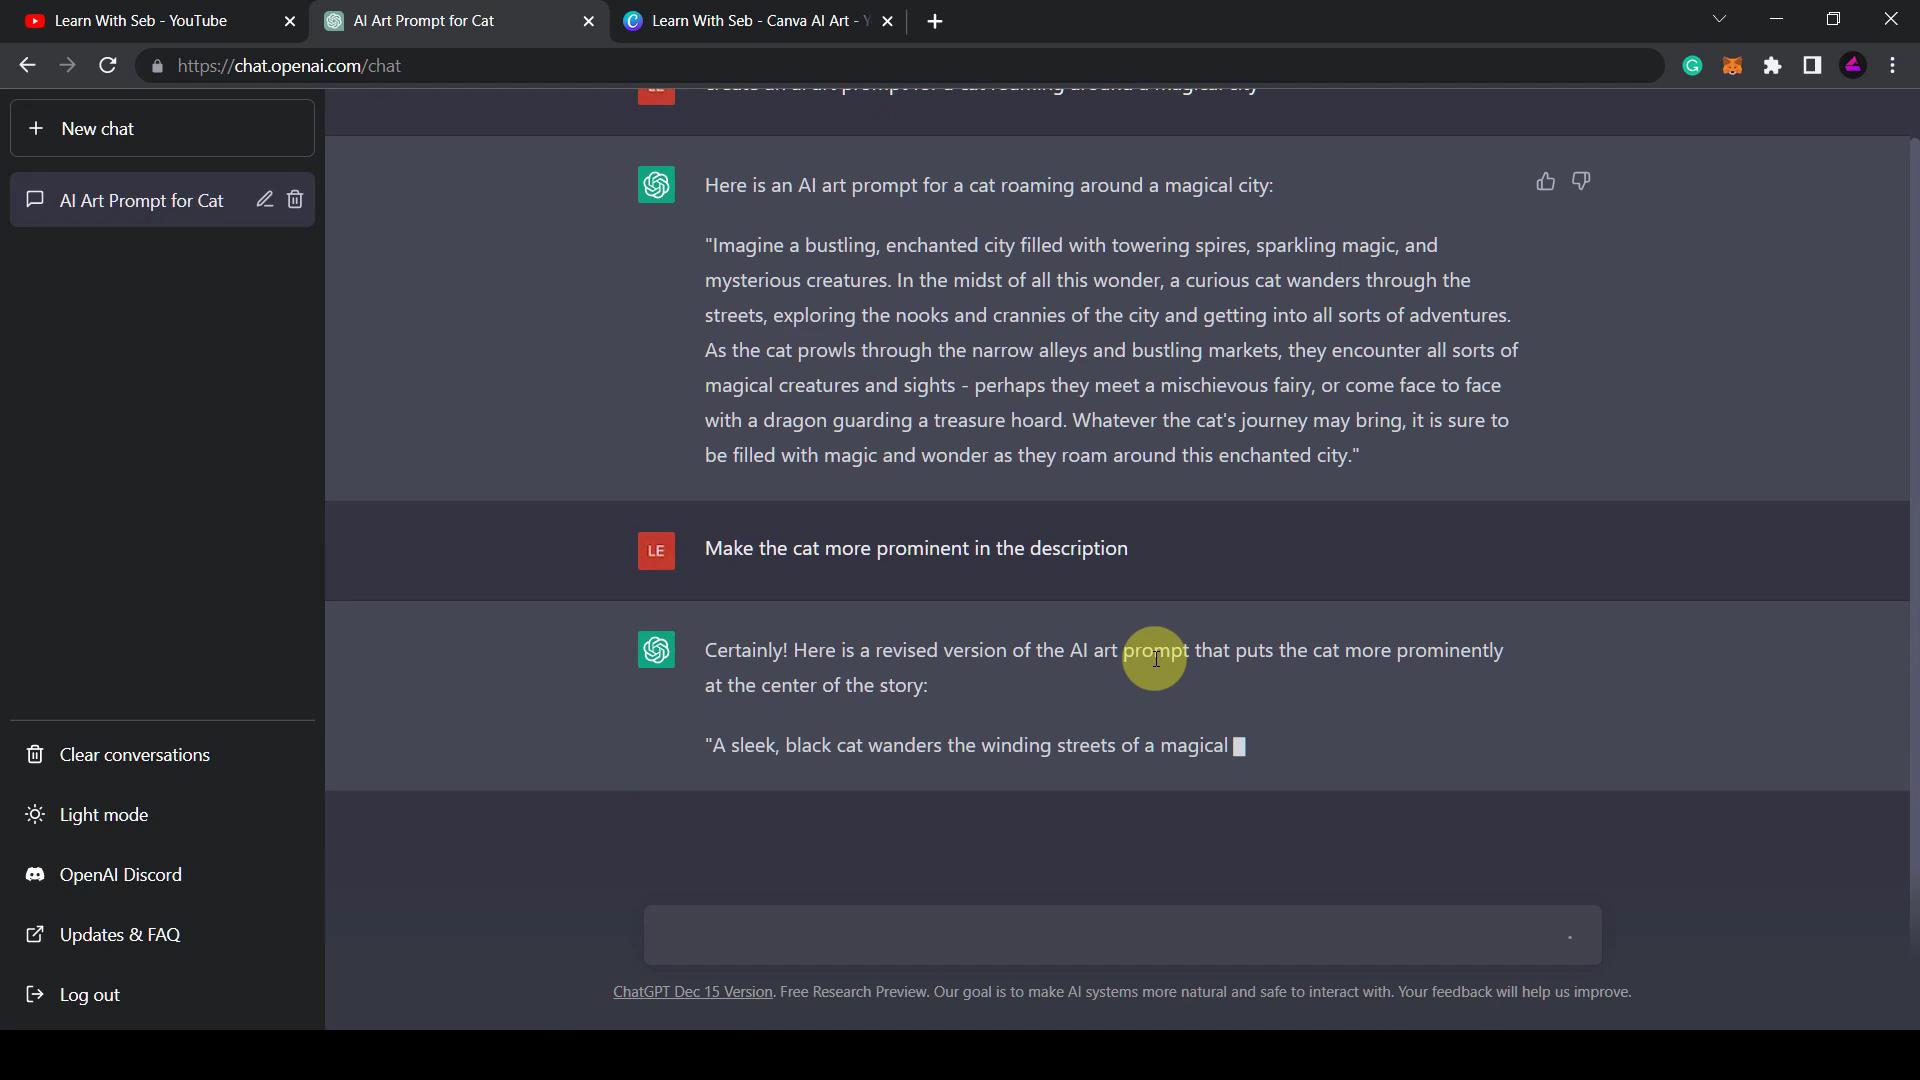 Learn With Seb - YouTube
AI Art Prompt for Cat
Learn With Seb - Canva AI Art -
https://chat.openai.com/chat
New chat
AI Art Prompt for Cat
create an ai art prompt for a cat roaming around a magical city
Here is an AI art prompt for a cat roaming around a magical city:
"Imagine a bustling, enchanted city filled with towering spires, sparkling magic, and
mysterious creatures. In the midst of all this wonder, a curious cat wanders through the
streets, exploring the nooks and crannies of the city and getting into all sorts of adventures.
As the cat prowls through the narrow alleys and bustling markets, they encounter all sorts of
magical creatures and sights - perhaps they meet a mischievous fairy, or come face to face
with a dragon guarding a treasure hoard. Whatever the cat's journey may bring, it is sure to
be filled with magic and wonder as they roam around this enchanted city."
LE
Make the cat more prominent in the description
Certainly! Here is a revised version of the AI art prompt that puts the cat more prominently
at the center of the story:
"A sleek, black cat wanders the winding streets of a magical
Clear conversations
Light mode
OpenAI Discord
Updates & FAQ
Log out
ChatGPT Dec 15 Version. Free Research Preview. Our goal is to make AI systems more natural and safe to interact with. Your feedback will help us improve.